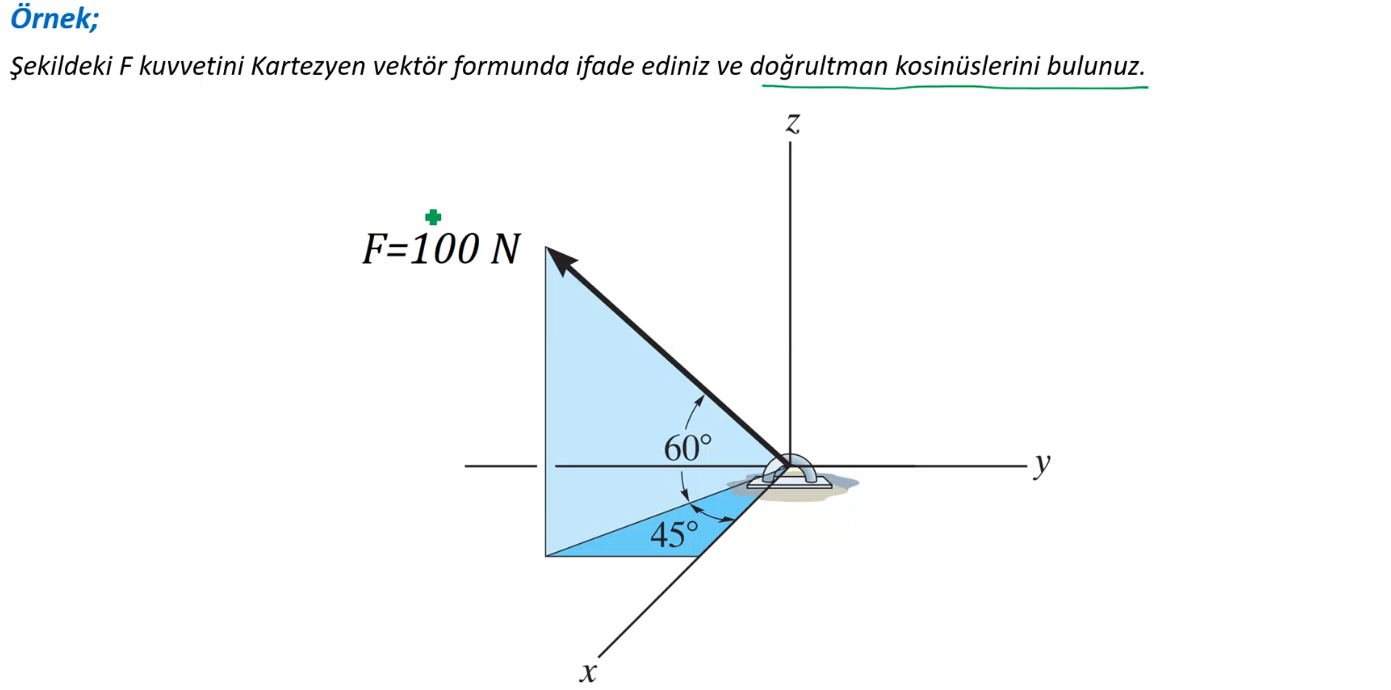 Örnek;
Şekildeki F kuvvetini Kartezyen vektör formunda ifade ediniz ve doğrultman kosinüslerini bulunuz.
z
F=100 N
60°
y
45°
x